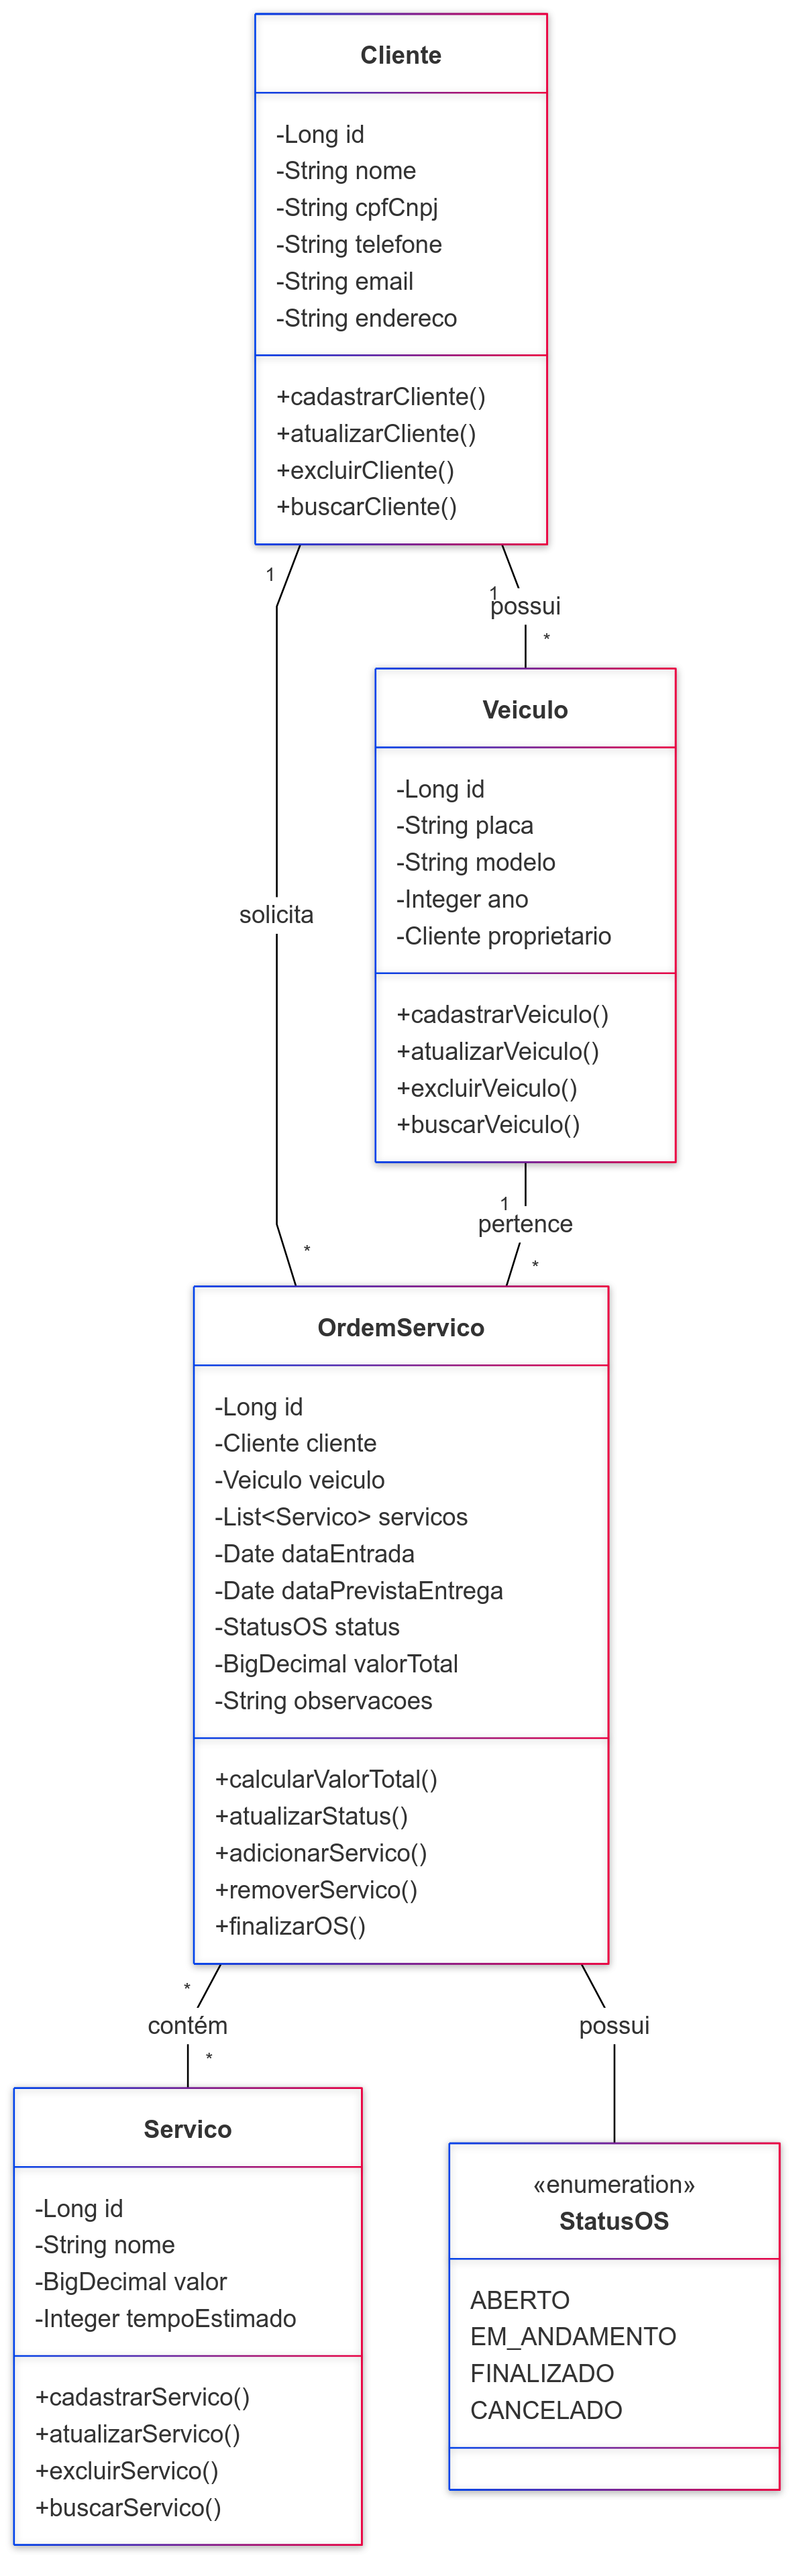 Cliente
-Long id
-String nome
-String cpfCnpj
-String telefone
-String email
-String endereco
+cadastrarCliente()
+atualizarCliente()
+excluirCliente()
+buscarCliente()
1
1
possui
*
Veiculo
-Long id
-String placa
-String modelo
-Integer ano
-Cliente proprietario
+cadastrarVeiculo()
+atualizarVeiculo()
+excluirVeiculo()
+buscarVeiculo()
solicita
1
pertence
*
*
OrdemServico
-Long id
-Cliente cliente
-Veiculo veiculo
-List<Servico> servicos
-Date dataEntrada
-Date dataPrevistaEntrega
-StatusOS status
-BigDecimal valorTotal
-String observacoes
+calcularValorTotal()
+atualizarStatus()
+adicionarServico()
+removerServico()
+finalizarOS()
*
contém
*
possui
Servico
-Long id
-String nome
-BigDecimal valor
-Integer tempoEstimado
+cadastrarServico()
+atualizarServico()
+excluirServico()
+buscarServico()
«enumeration»
StatusOS
ABERTO
EM_ANDAMENTO
FINALIZADO
CANCELADO